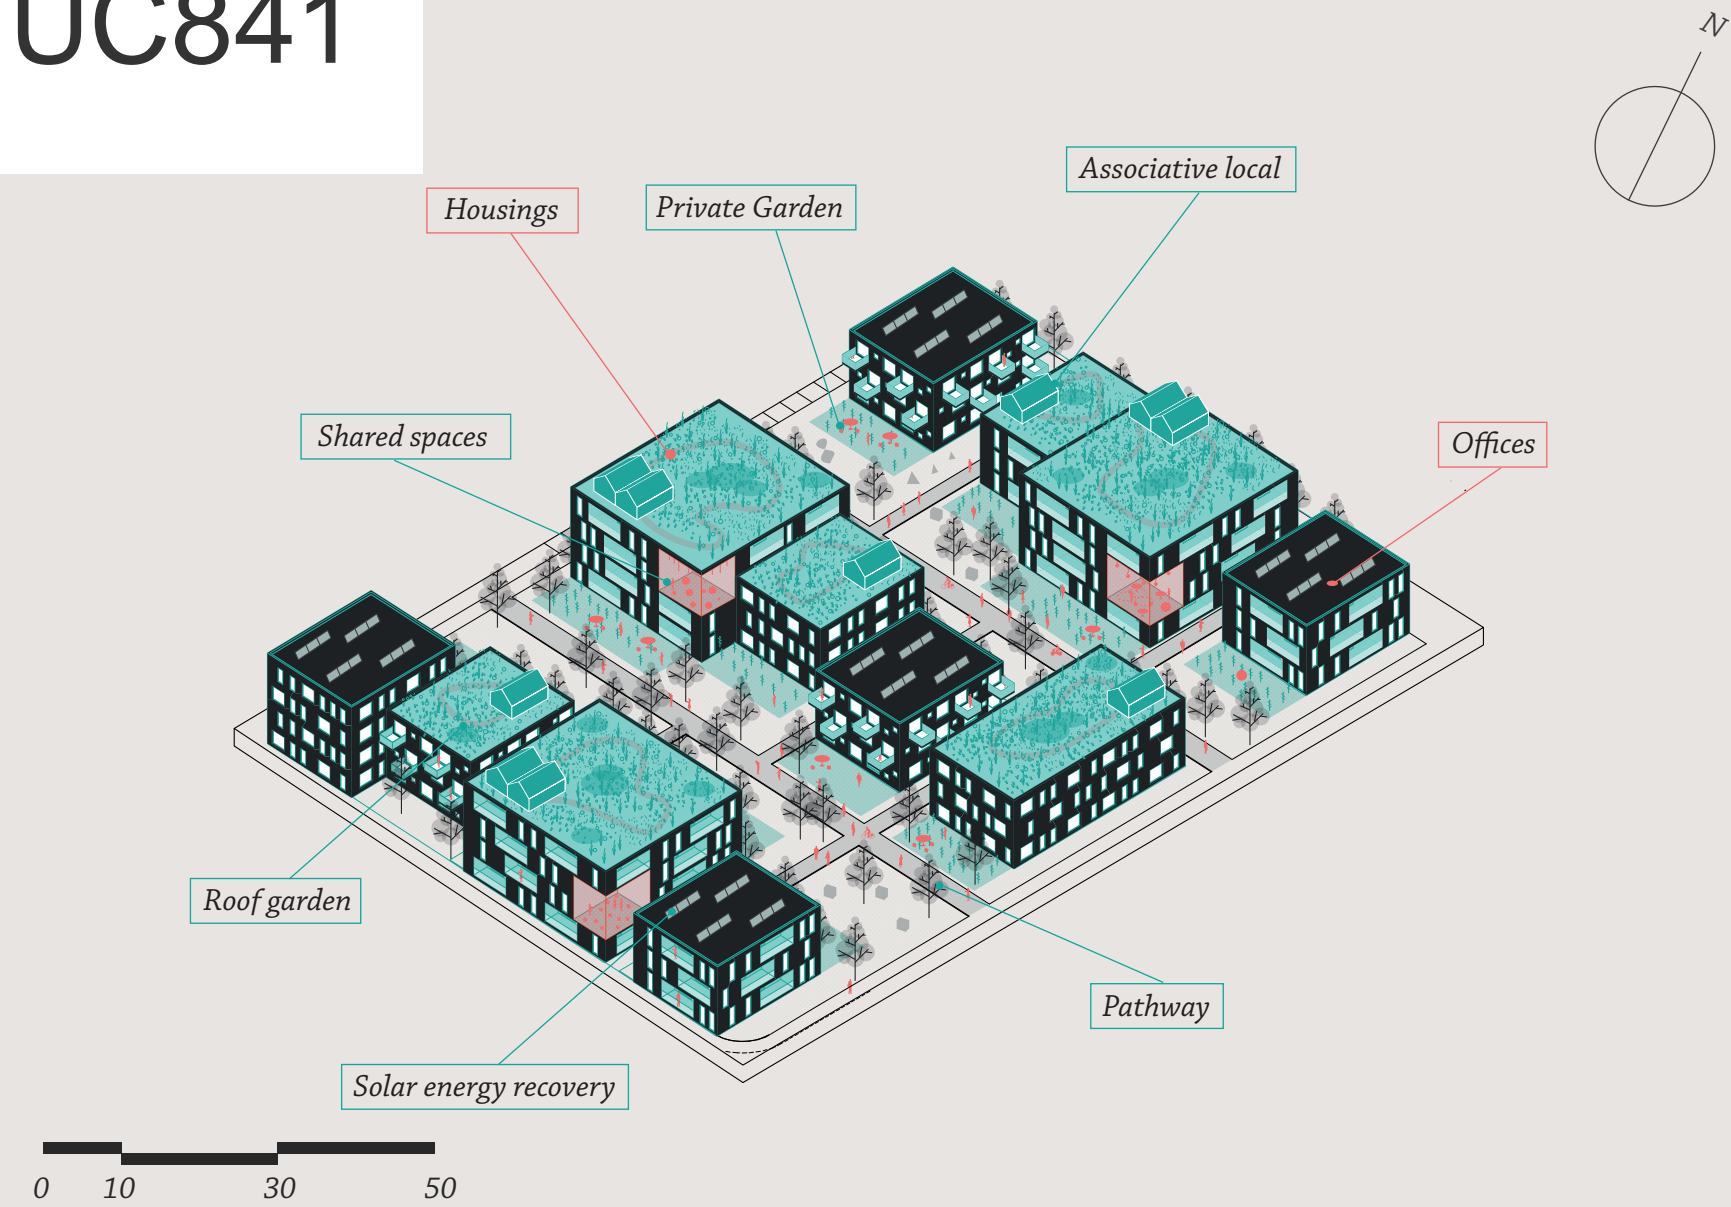 UC841
N
Associative local
Housings
Private Garden
Shared spaces
Offices
Roof garden
Pathway
Solar energy recovery
0 10 30 50